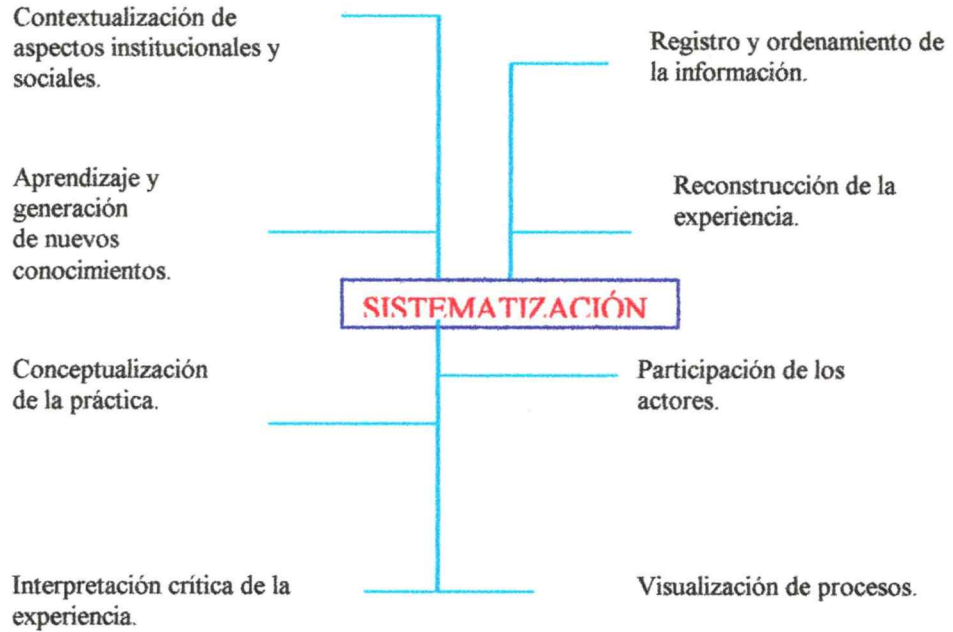 Contextualización de
aspectos institucionales y
sociales.
Registro y ordenamiento de
la información.
Aprendizaje y
generación
de nuevos
conocimientos.
Reconstrucción de la
experiencia.
SISTEMATIZACIÓN
Conceptualización
de la práctica.
Participación de los
actores.
Interpretación crítica de la
experiencia.
Visualización de procesos.